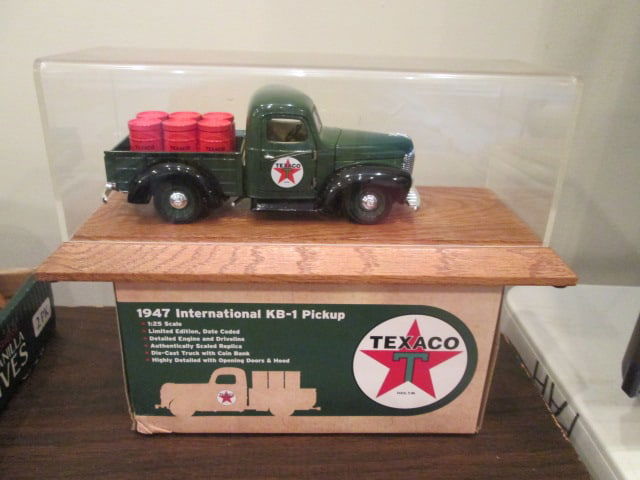 TEXACO
TEXACO
TEXACO
TEXACO
T
1947 International KB-1 Pickup
1:25 Scale
Limited Edition, Date Coded
Detailed Engine and Driveline
Authentically Scaled Replica
Die-Cast Truck with Coin Bank
Highly Detailed with Opening Doors & Hood
TEXACO
T